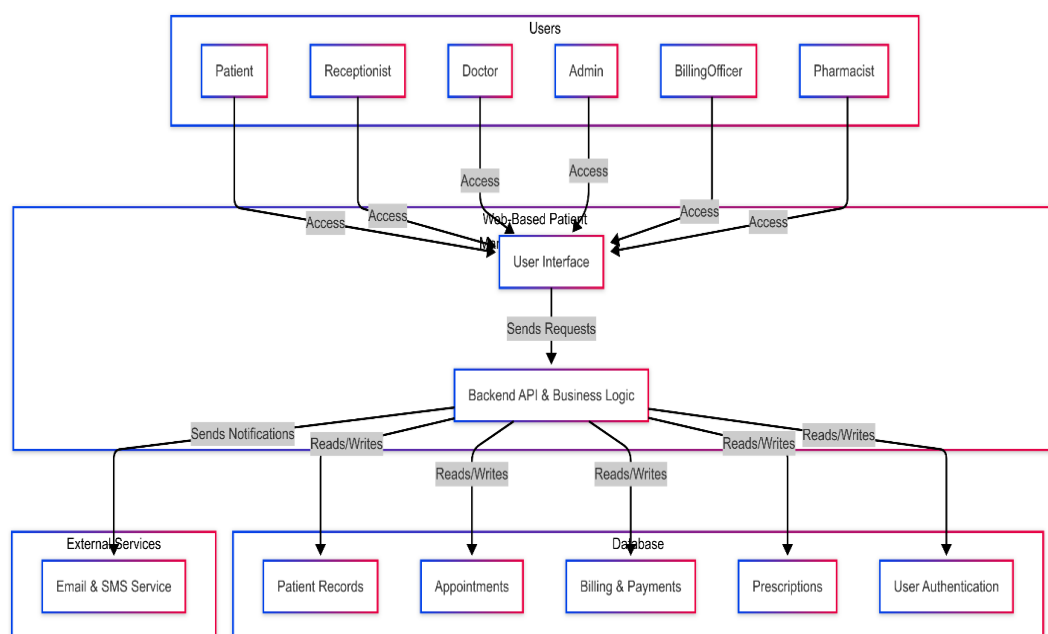 Users
Patient
Receptionist
Doctor
Admin
BillingOfficer
Pharmacist
Access
Access
Access
Access
Access
Access
Web-Based Patient
User Interface
Sends Requests
Backend API & Business Logic
Sends Notifications
Reads/Writes
Reads/Writes
Reads/Writes
Reads/Writes
Reads/Writes
External Services
Database
Email & SMS Service
Patient Records
Appointments
Billing & Payments
Prescriptions
User Authentication